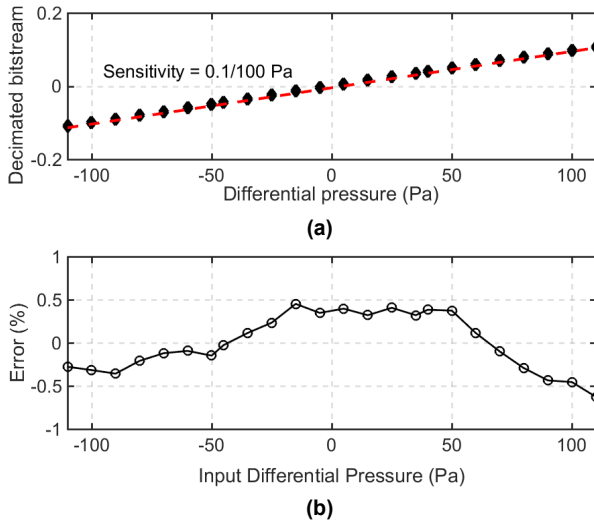 0.2
0
-0.2
Decimated bitstream
Sensitivity = 0.1/100 Pa
-100 -50 0 50 100
Differential pressure (Pa)
(a)
1
0.5
0
-0.5
-1
Error (%)
-100 -50 0 50 100
Input Differential Pressure (Pa)
(b)